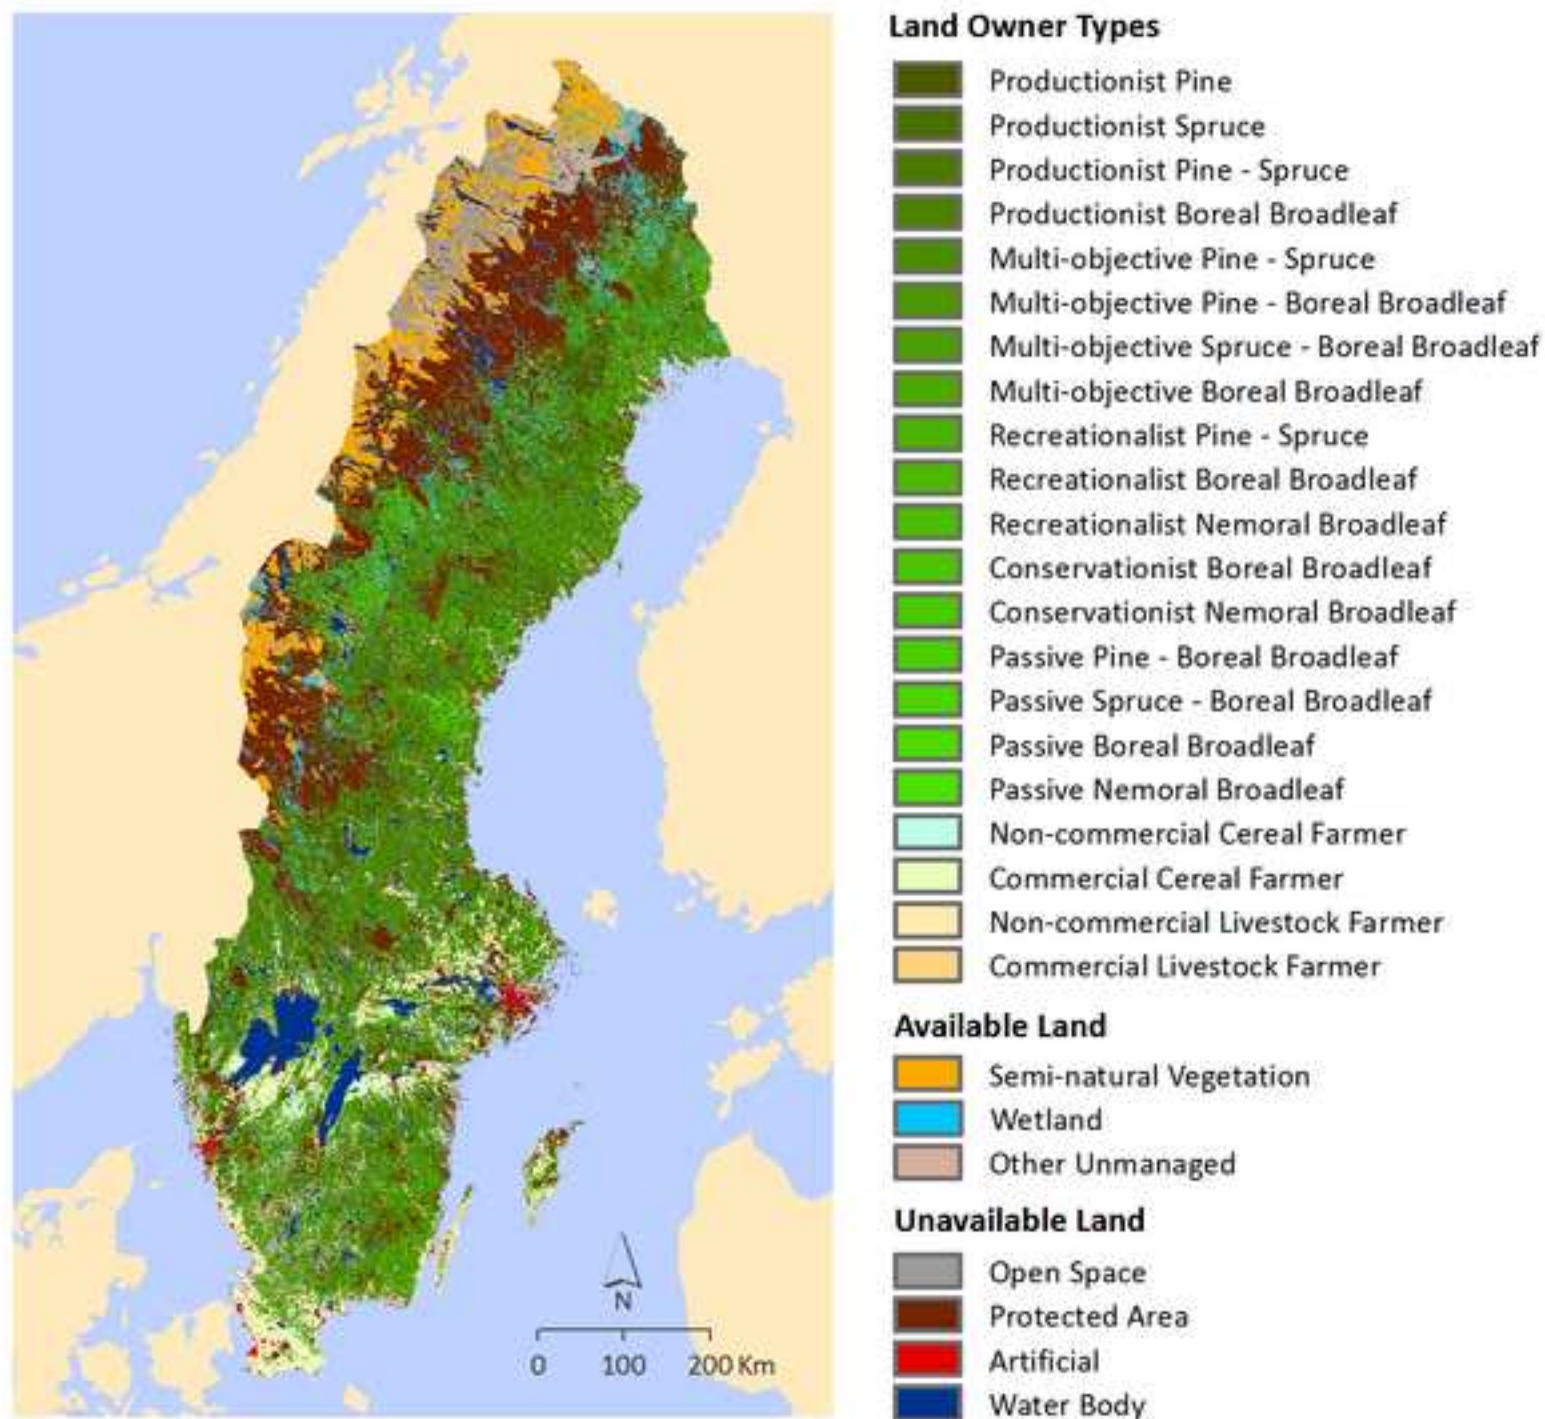 Land Owner Types
Productionist Pine
Productionist Spruce
Productionist Pine - Spruce
Productionist Boreal Broadleaf
Multi-objective Pine - Spruce
Multi-objective Pine - Boreal Broadleaf
Multi-objective Spruce - Boreal Broadleaf
Multi-objective Boreal Broadleaf
Recreationalist Pine - Spruce
Recreationalist Boreal Broadleaf
Recreationalist Nemoral Broadleaf
Conservationist Boreal Broadleaf
Conservationist Nemoral Broadleaf
Passive Pine - Boreal Broadleaf
Passive Spruce - Boreal Broadleaf
Passive Boreal Broadleaf
Passive Nemoral Broadleaf
Non-commercial Cereal Farmer
Commercial Cereal Farmer
Non-commercial Livestock Farmer
Commercial Livestock Farmer
Available Land
Semi-natural Vegetation
Wetland
Other Unmanaged
Unavailable Land
Open Space
Protected Area
Artificial
Water Body
N
0 100 200 Km